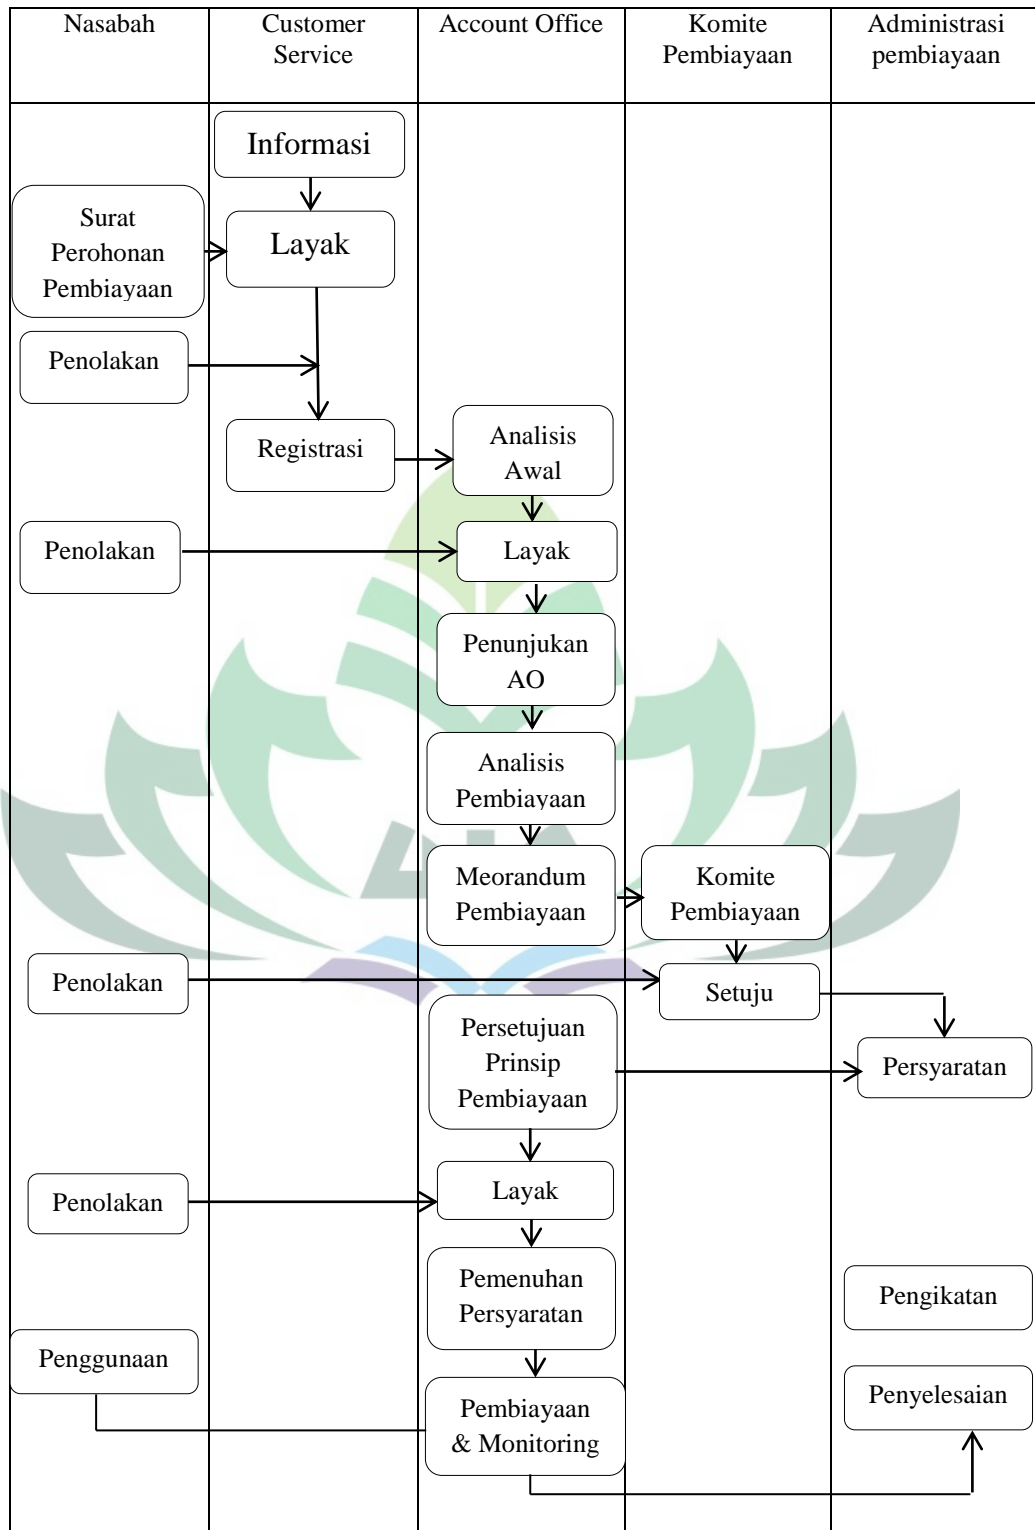 Nasabah
Customer
Service
Account Office
Komite
Pembiayaan
Administrasi
pembiayaan
Informasi
Surat
Perohonan
Pembiayaan
Layak
Penolakan
Registrasi
Analisis
Awal
Penolakan
Layak
Penunjukan
AO
Analisis
Pembiayaan
Meorandum
Pembiayaan
Komite
Pembiayaan
Penolakan
Setuju
Persetujuan
Prinsip
Pembiayaan
Persyaratan
Penolakan
Layak
Pemenuhan
Persyaratan
Pengikatan
Penggunaan
Pembiayaan
& Monitoring
Penyelesaian